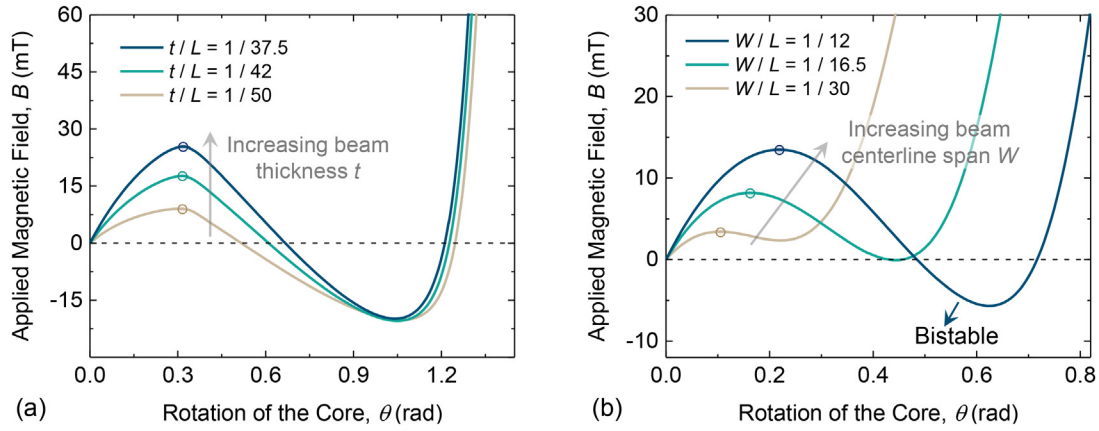 60
45
30
15
0
-15
Applied Magnetic Field, B (mT)
t / L = 1 / 37.5
t / L = 1 / 42
t / L = 1 / 50
Increasing beam
thickness t
0.0
0.3
0.6
0.9
1.2
(a)
Rotation of the Core, θ (rad)
30
20
10
0
-10
Applied Magnetic Field, B (mT)
W / L = 1 / 12
W / L = 1 / 16.5
W / L = 1 / 30
Increasing beam
centerline span W
Bistable
0.0
0.2
0.4
0.6
0.8
(b)
Rotation of the Core, θ (rad)